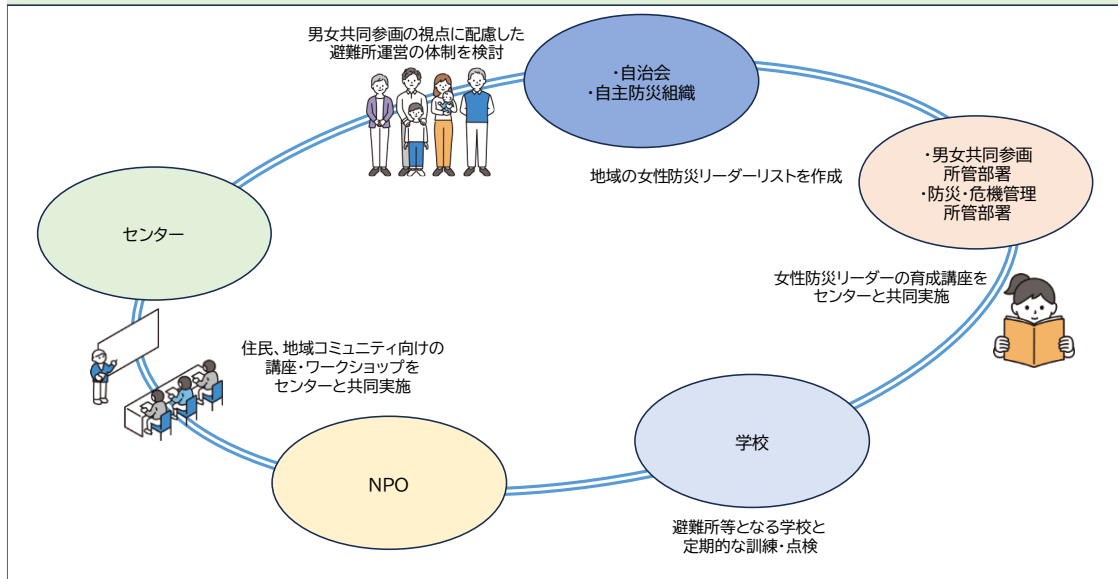 男女共同参画の視点に配慮した
避難所運営の体制を検討
・自治会
・自主防災組織
地域の女性防災リーダーリストを作成
・男女共同参画
所管部署
・防災・危機管理
所管部署
センター
女性防災リーダーの育成講座を
センターと共同実施
住民、地域コミュニティ向けの
講座・ワークショップを
センターと共同実施
学校
NPO
避難所等となる学校と
定期的な訓練・点検